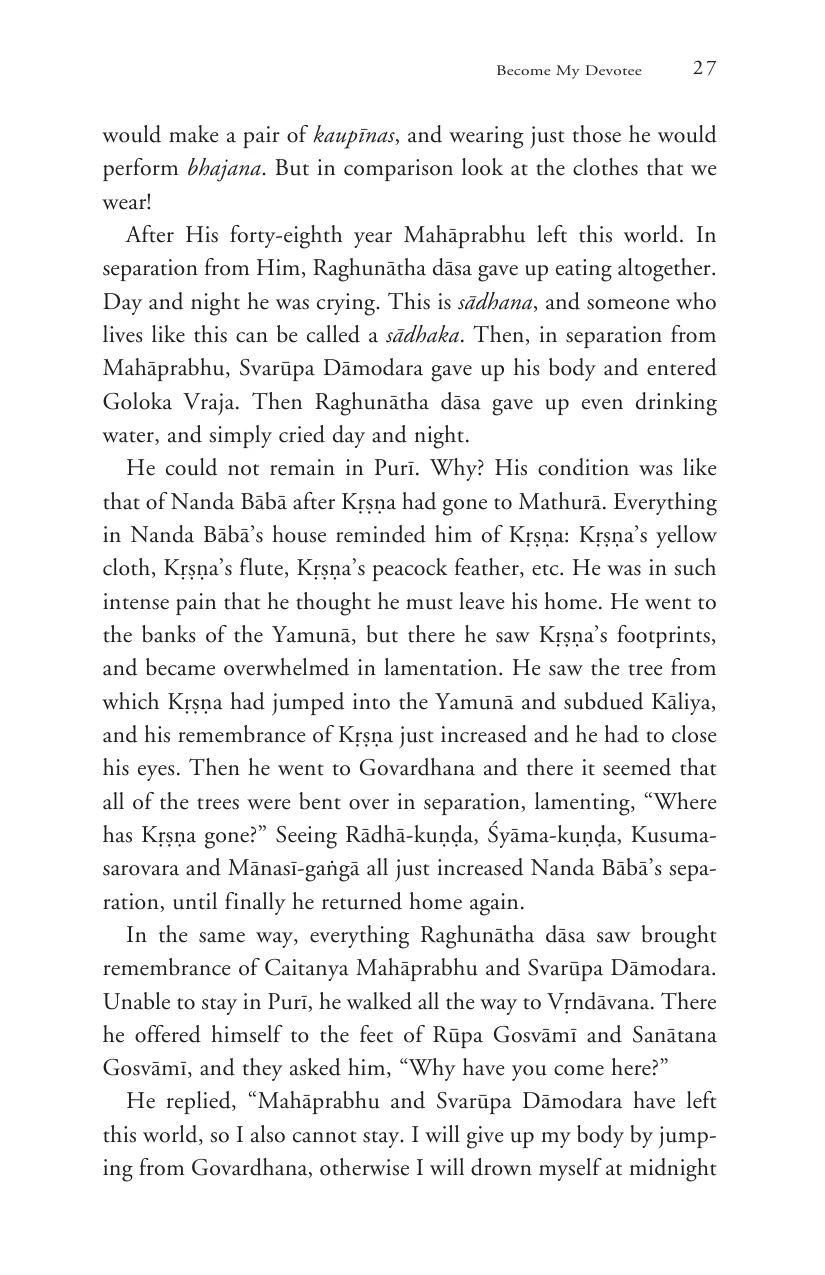 Become My Devotee 27
would make a pair of kaupīnas, and wearing just those he would
perform bhajana. But in comparison look at the clothes that we
wear!
After His forty-eighth year Mahāprabhu left this world. In
separation from Him, Raghunātha dāsa gave up eating altogether.
Day and night he was crying. This is sādhana, and someone who
lives like this can be called a sādhaka. Then, in separation from
Mahāprabhu, Svarūpa Dāmodara gave up his body and entered
Goloka Vraja. Then Raghunātha dāsa gave up even drinking
water, and simply cried day and night.
He could not remain in Purī. Why? His condition was like
that of Nanda Bābā after Kṛṣṇa had gone to Mathurā. Everything
in Nanda Bābā’s house reminded him of Kṛṣṇa: Kṛṣṇa’s yellow
cloth, Kṛṣṇa’s flute, Kṛṣṇa’s peacock feather, etc. He was in such
intense pain that he thought he must leave his home. He went to
the banks of the Yamunā, but there he saw Kṛṣṇa’s footprints,
and became overwhelmed in lamentation. He saw the tree from
which Kṛṣṇa had jumped into the Yamunā and subdued Kāliya,
and his remembrance of Kṛṣṇa just increased and he had to close
his eyes. Then he went to Govardhana and there it seemed that
all of the trees were bent over in separation, lamenting, “Where
has Kṛṣṇa gone?” Seeing Rādhā-kuṇḍa, Śyāma-kuṇḍa, Kusuma-
sarovara and Mānasī-gaṅgā all just increased Nanda Bābā’s sepa-
ration, until finally he returned home again.
In the same way, everything Raghunātha dāsa saw brought
remembrance of Caitanya Mahāprabhu and Svarūpa Dāmodara.
Unable to stay in Purī, he walked all the way to Vṛndāvana. There
he offered himself to the feet of Rūpa Gosvāmī and Sanātana
Gosvāmī, and they asked him, “Why have you come here?”
He replied, “Mahāprabhu and Svarūpa Dāmodara have left
this world, so I also cannot stay. I will give up my body by jump-
ing from Govardhana, otherwise I will drown myself at midnight